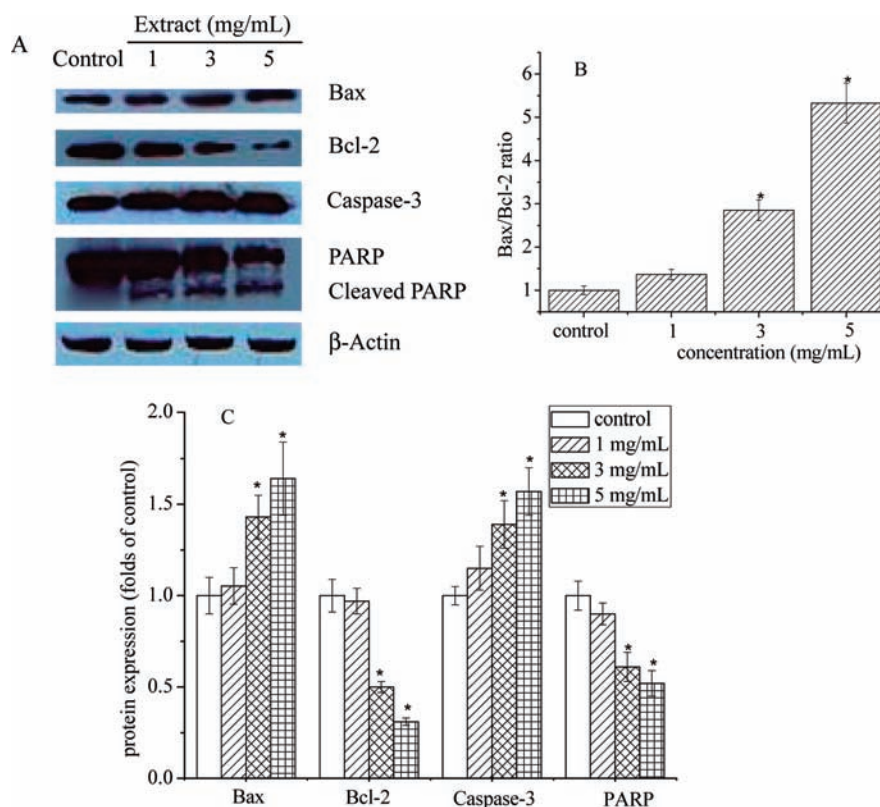 A
Extract (mg/mL)
Control 1 3 5
Bax
Bcl-2
Caspase-3
PARP
Cleaved PARP
β-Actin
B
Bax/Bcl-2 ratio
6
5
4
3
2
1
control 1 3 5
concentration (mg/mL)
* *
C
protein expression (folds of control)
2.0
1.5
1.0
0.5
0.0
control
1 mg/mL
3 mg/mL
5 mg/mL
* * * * * * * *
Bax Bcl-2 Caspase-3 PARP